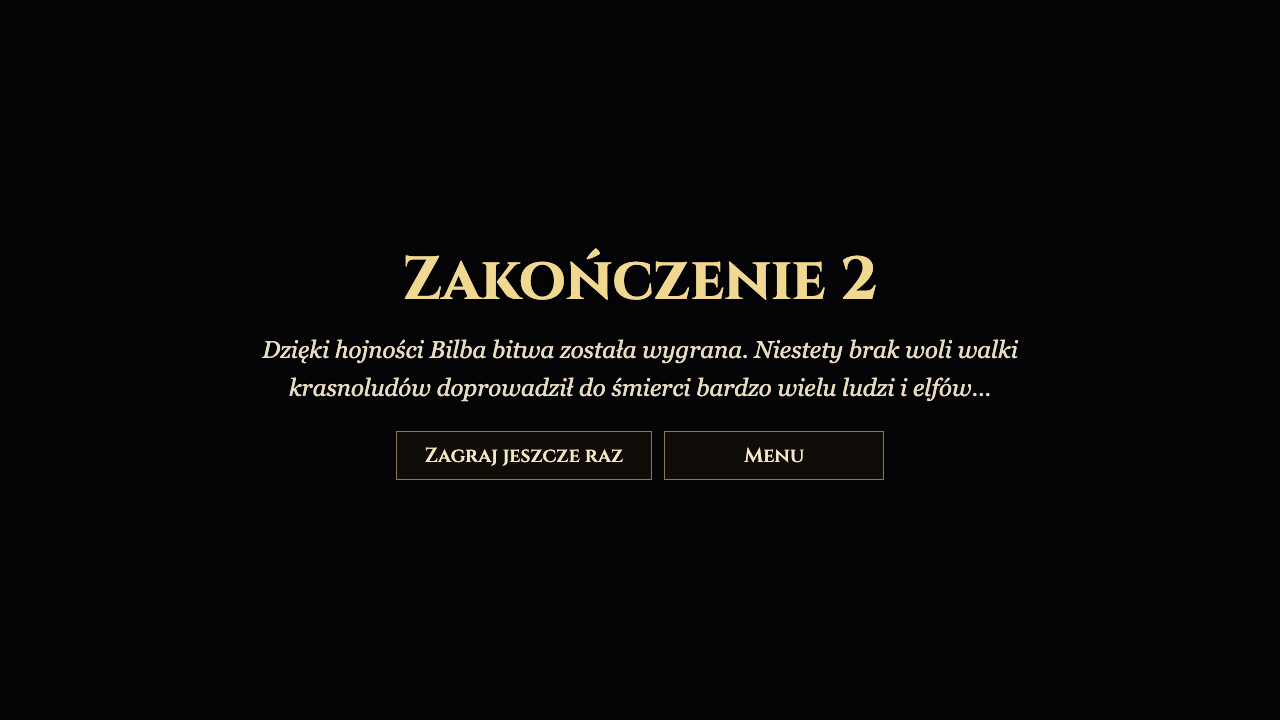 Zakończenie 2
Dzięki hojności Bilba bitwa została wygrana. Niestety brak woli walki
krasnoludów doprowadził do śmierci bardzo wielu ludzi i elfów...
Zagraj jeszcze raz
Menu